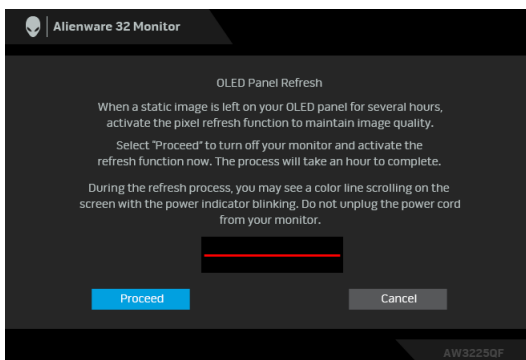 Alienware 32 Monitor
OLED Panel Refresh
When a static image is left on your OLED panel for several hours,
activate the pixel refresh function to maintain image quality.
Select "Proceed" to turn off your monitor and activate the
refresh function now. The process will take an hour to complete.
During the refresh process, you may see a color line scrolling on the
screen with the power indicator blinking. Do not unplug the power cord
from your monitor.
Proceed
Cancel
AW3225QF